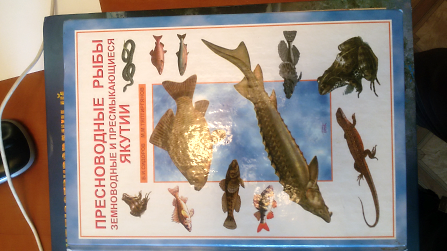 ПРЕСНОВОДНЫЕ РЫБЫ
ЗЕМНОВОДНЫЕ И ПРЕСМЫКАЮЩИЕСЯ
ЯКУТИИ